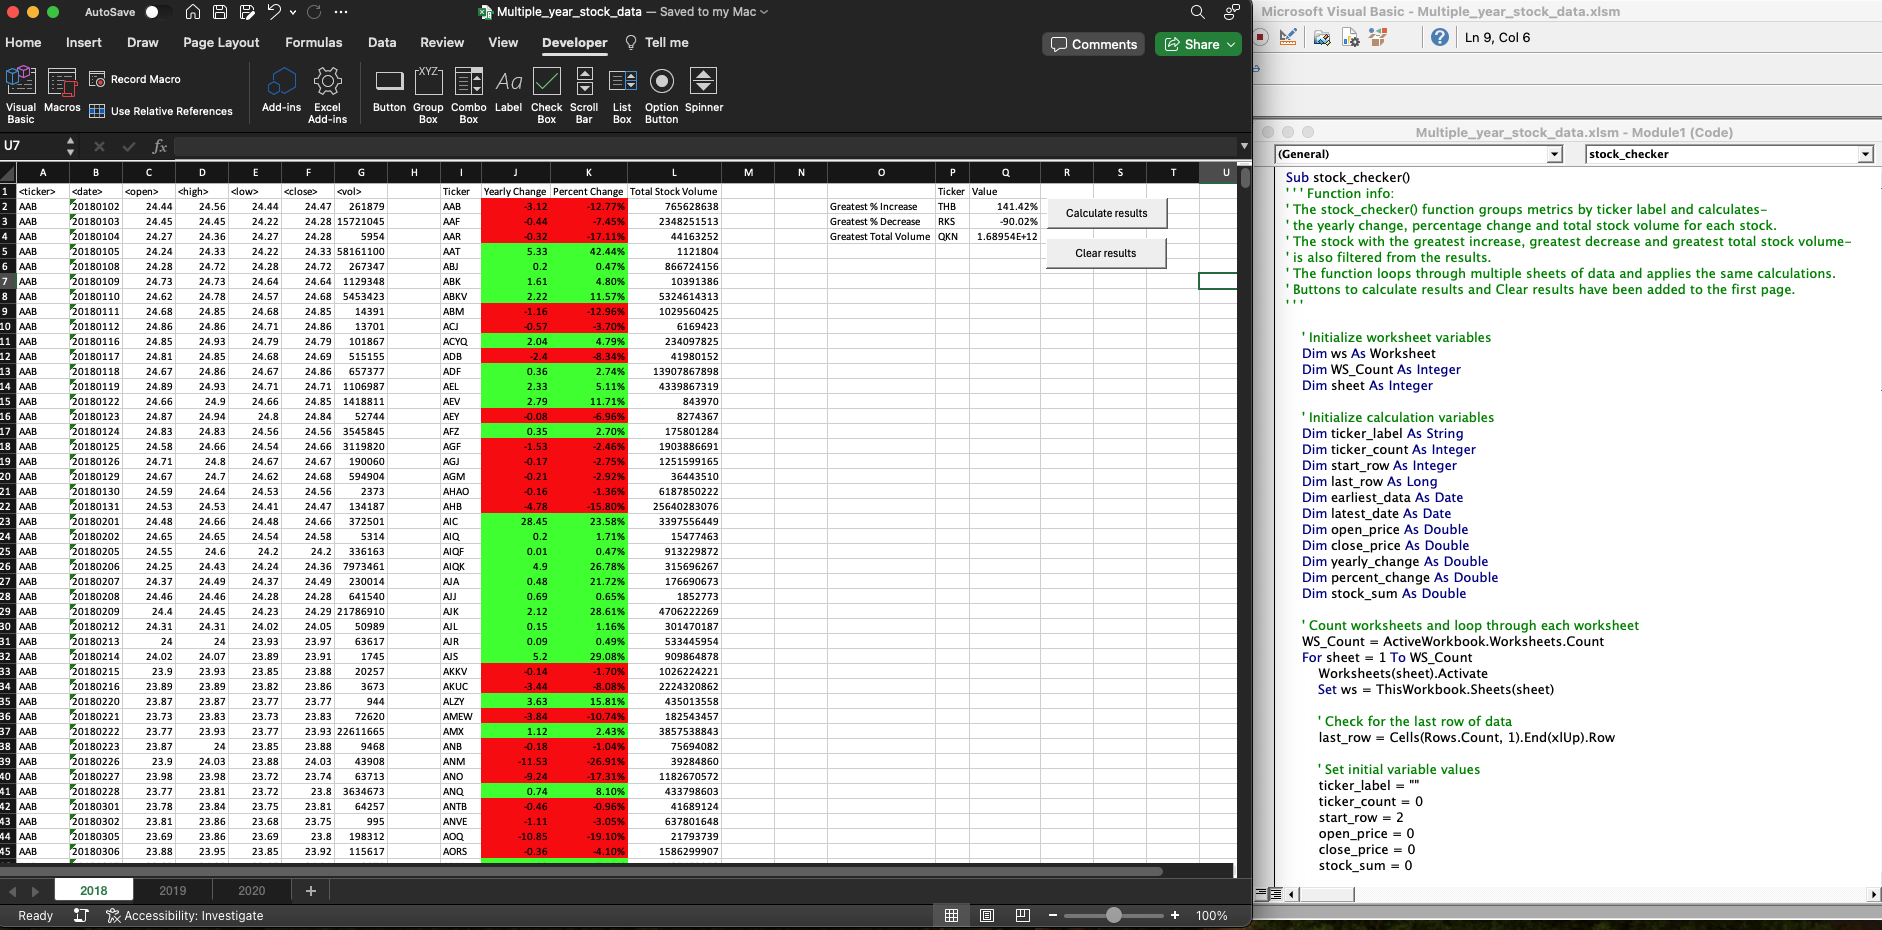 AutoSave
Multiple_year_stock_data — Saved to my Mac
Home Insert Draw Page Layout Formulas Data Review View Developer Tell me
Comments Share
Visual Basic
Macros
Record Macro
Use Relative References
Add-ins
Excel Add-ins
Button
Group Box
Combo Box
Label
Check Box
Scroll Bar
List Box
Option Button
Spinner
U7
fx
A B C D E F G H I J K L M N O P Q R S T U
1 <ticker> <date> <open> <high> <low> <close> <vol> Ticker Yearly Change Percent Change Total Stock Volume Ticker Value
2 AAB 20180102 24.44 24.56 24.44 24.47 261879 AAB -3.12 -12.77% 765628638 Greatest % Increase THB 141.42%
3 AAB 20180103 24.45 24.45 24.22 24.28 15721045 AAF -0.44 -7.45% 2348251513 Greatest % Decrease RKS -90.02%
4 AAB 20180104 24.27 24.36 24.27 24.28 5954 AAR -0.32 -17.11% 44163252 Greatest Total Volume QKN 1.68954E+12
5 AAB 20180105 24.24 24.33 24.22 24.33 58161100 AAT 5.33 42.44% 1121804
6 AAB 20180108 24.28 24.72 24.28 24.72 267347 ABJ 0.2 0.47% 866724156
7 AAB 20180109 24.73 24.73 24.64 24.64 1129348 ABK 1.61 4.80% 10391386
8 AAB 20180110 24.62 24.78 24.57 24.68 5453423 ABKV 2.22 11.57% 5324614313
9 AAB 20180111 24.68 24.85 24.68 24.85 14391 ABM -1.16 -12.96% 1029560425
10 AAB 20180112 24.86 24.86 24.71 24.86 13701 ACJ -0.57 -3.70% 6169423
11 AAB 20180116 24.85 24.93 24.79 24.79 101867 ACYQ 2.04 4.79% 234097825
12 AAB 20180117 24.81 24.85 24.68 24.69 515155 ADB -2.4 -8.34% 41980152
13 AAB 20180118 24.67 24.86 24.67 24.86 657377 ADF 0.36 2.74% 13907867898
14 AAB 20180119 24.89 24.93 24.71 24.71 1106987 AEL 2.33 5.11% 4339867319
15 AAB 20180122 24.66 24.9 24.66 24.85 1418811 AEV 2.79 11.71% 843970
16 AAB 20180123 24.87 24.94 24.8 24.84 52744 AEY -0.08 -6.96% 8274367
17 AAB 20180124 24.83 24.83 24.56 24.56 3545845 AFZ 0.35 2.70% 175801284
18 AAB 20180125 24.58 24.66 24.54 24.66 3119820 AGF -1.53 -2.46% 1903886691
19 AAB 20180126 24.71 24.8 24.67 24.67 190060 AGJ -0.17 -2.75% 1251599165
20 AAB 20180129 24.67 24.7 24.62 24.68 594904 AGM -0.21 -2.92% 36443510
21 AAB 20180130 24.59 24.64 24.53 24.56 2373 AHAO -0.16 -1.36% 6187850222
22 AAB 20180131 24.53 24.53 24.41 24.47 134187 AHB -4.78 -15.80% 25640283076
23 AAB 20180201 24.48 24.66 24.48 24.66 372501 AIC 28.45 23.58% 3397556449
24 AAB 20180202 24.65 24.65 24.54 24.58 5314 AIQ 0.2 1.71% 15477463
25 AAB 20180205 24.55 24.6 24.2 24.2 336163 AIQF 0.01 0.47% 913229872
26 AAB 20180206 24.25 24.43 24.24 24.36 7973461 AIQK 4.9 26.78% 315696267
27 AAB 20180207 24.37 24.49 24.37 24.49 230014 AJA 0.48 21.72% 176690673
28 AAB 20180208 24.46 24.46 24.28 24.28 641540 AJJ 0.69 0.65% 1852773
29 AAB 20180209 24.4 24.45 24.23 24.29 21786910 AJK 2.12 28.61% 4706222269
30 AAB 20180212 24.31 24.31 24.02 24.05 50989 AJL 0.15 1.16% 301470187
31 AAB 20180213 24 24 23.93 23.97 63617 AJR 0.09 0.49% 533445954
32 AAB 20180214 24.02 24.07 23.89 23.91 1745 AJS 5.2 29.08% 909864878
33 AAB 20180215 23.9 23.93 23.85 23.88 20257 AKKV -0.14 -1.70% 1026224221
34 AAB 20180216 23.89 23.89 23.82 23.86 3673 AKUC -3.44 -8.08% 2224320862
35 AAB 20180220 23.87 23.87 23.77 23.77 944 ALZY 3.63 15.81% 435013558
36 AAB 20180221 23.73 23.83 23.73 23.83 72620 AMEW -3.84 -10.74% 182543457
37 AAB 20180222 23.77 23.93 23.77 23.93 22611665 AMX 1.12 2.43% 3857538843
38 AAB 20180223 23.87 24 23.85 23.88 9468 ANB -0.18 -1.04% 75694082
39 AAB 20180226 23.9 24.03 23.88 24.03 43908 ANM -11.53 -26.91% 39284860
40 AAB 20180227 23.98 23.98 23.72 23.74 63713 ANO -9.24 -17.31% 1182670572
41 AAB 20180228 23.77 23.81 23.72 23.8 3634673 ANQ 0.74 8.10% 433798603
42 AAB 20180301 23.78 23.84 23.75 23.81 64257 ANTB -0.46 -0.96% 41689124
43 AAB 20180302 23.81 23.86 23.68 23.75 995 ANVE -1.11 -3.05% 637801648
44 AAB 20180305 23.69 23.86 23.69 23.8 198312 AOQ -10.85 -19.10% 21793739
45 AAB 20180306 23.88 23.95 23.85 23.92 115617 AORS -0.36 -4.10% 1586299907
Calculate results
Clear results
2018 2019 2020 +
Ready Accessibility: Investigate 100%
Microsoft Visual Basic - Multiple_year_stock_data.xlsm
Ln 9, Col 6
Multiple_year_stock_data.xlsm - Module1 (Code)
(General) stock_checker
Sub stock_checker()
' ' ' Function info:
' The stock_checker() function groups metrics by ticker label and calculates-
' the yearly change, percentage change and total stock volume for each stock.
' The stock with the greatest increase, greatest decrease and greatest total stock volume-
' is also filtered from the results.
' The function loops through multiple sheets of data and applies the same calculations.
' Buttons to calculate results and Clear results have been added to the first page.
' ' '
' Initialize worksheet variables
Dim ws As Worksheet
Dim WS_Count As Integer
Dim sheet As Integer
' Initialize calculation variables
Dim ticker_label As String
Dim ticker_count As Integer
Dim start_row As Integer
Dim last_row As Long
Dim earliest_data As Date
Dim latest_date As Date
Dim open_price As Double
Dim close_price As Double
Dim yearly_change As Double
Dim percent_change As Double
Dim stock_sum As Double
' Count worksheets and loop through each worksheet
WS_Count = ActiveWorkbook.Worksheets.Count
For sheet = 1 To WS_Count
Worksheets(sheet).Activate
Set ws = ThisWorkbook.Sheets(sheet)
' Check for the last row of data
last_row = Cells(Rows.Count, 1).End(xlUp).Row
' Set initial variable values
ticker_label = ""
ticker_count = 0
start_row = 2
open_price = 0
close_price = 0
stock_sum = 0